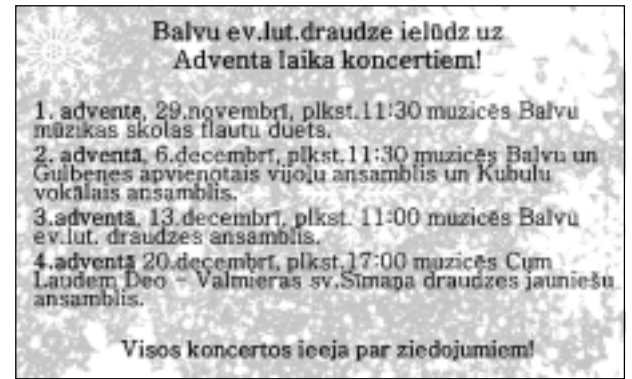 Balvu ev.lut.draudze ielūdz uz
Adventa laika koncertiem!
1. adventē, 29.novembrī, plkst.11:30 muzicēs Balvu
mūzikas skolas flautu duets.
2. adventā, 6.decembrī, plkst.11:30 muzicēs Balvu un
Gulbenes apvienotais vijoļu ansamblis un Kubulu
vokālais ansamblis.
3.adventā, 13.decembrī, plkst. 11:00 muzicēs Balvu
ev.lut. draudzes ansamblis.
4.adventā 20.decembrī, plkst.17:00 muzicēs Cum
Laudem Deo – Valmieras sv.Sīmaņa draudzes jauniešu
ansamblis.
Visos koncertos ieeja par ziedojumiem!